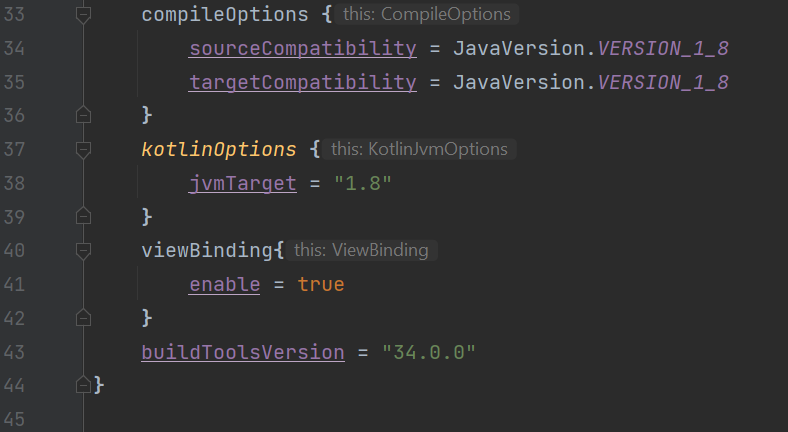 33 compileOptions { this: CompileOptions
34 sourceCompatibility = JavaVersion.VERSION_1_8
35 targetCompatibility = JavaVersion.VERSION_1_8
36 }
37 kotlinOptions { this: KotlinJvmOptions
38 jvmTarget = "1.8"
39 }
40 viewBinding{ this: ViewBinding
41 enable = true
42 }
43 buildToolsVersion = "34.0.0"
44 }
45